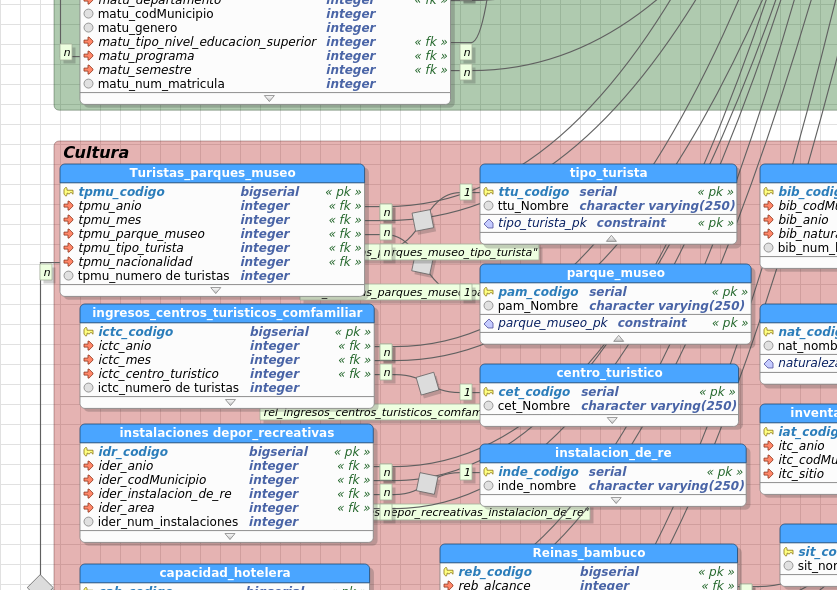 matu_departamento integer « fk »
matu_codMunicipio integer
matu_genero integer
matu_tipo_nivel_educacion_superior integer « fk »
matu_programa integer « fk »
matu_semestre integer « fk »
matu_num_matricula integer
n
n
n
Cultura
Turistas_parques_museo
tpmu_codigo bigserial « pk »
tpmu_anio integer « fk »
tpmu_mes integer « fk »
tpmu_parque_museo integer « fk »
tpmu_tipo_turista integer « fk »
tpmu_nacionalidad integer « fk »
tpmu_numero de turistas integer
n
n
n
1
tipo_turista
ttu_codigo serial « pk »
ttu_Nombre character varying(250)
tipo_turista_pk constraint « pk »
rques_museo_tipo_turista"
parque_museo
pam_codigo serial « pk »
pam_Nombre character varying(250)
parque_museo_pk constraint « pk »
1
ingresos_centros_turisticos_comfamiliar
ictc_codigo bigserial « pk »
ictc_anio integer « fk »
ictc_mes integer « fk »
ictc_centro_turistico integer « fk »
ictc_numero de turistas integer
n
n
1
rel_ingresos_centros_turisticos_comfam
centro_turistico
cet_codigo serial « pk »
cet_Nombre character varying(250)
instalaciones depor_recreativas
idr_codigo bigserial « pk »
ider_anio integer « fk »
ider_codMunicipio integer « fk »
ider_instalacion_de_re integer « fk »
ider_area integer « fk »
ider_num_instalaciones integer
n
n
1
depor_recreativas_instalacion_de_re"
instalacion_de_re
inde_codigo serial « pk »
inde_nombre character varying(250)
capacidad_hotelera
Reinas_bambuco
reb_codigo bigserial « pk »
reb_alcance integer « fk »
bib_codig
bib_codMu
bib_anio
bib_natura
bib_num_l
nat_codig
nat_nomb
naturaleza
inventa
iat_codig
itc_anio
itc_codMu
itc_sitio
sit_co
sit_nor